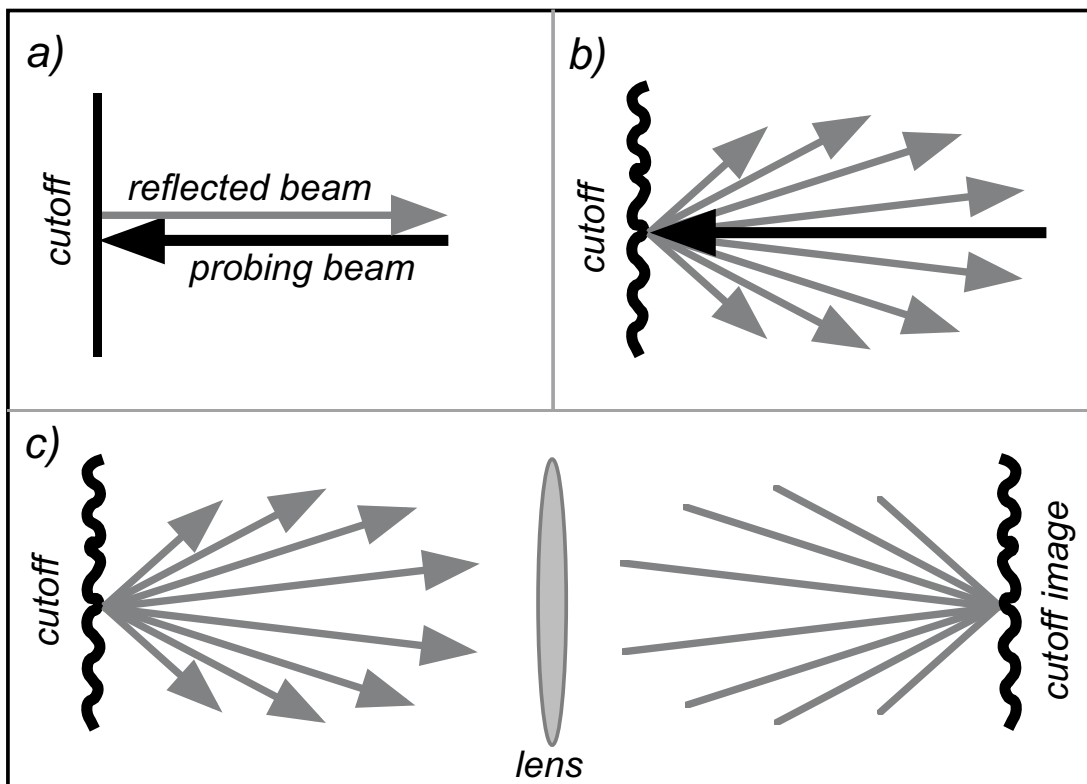 a)
cutoff
reflected beam
probing beam
b)
cutoff
c)
cutoff
lens
cutoff image